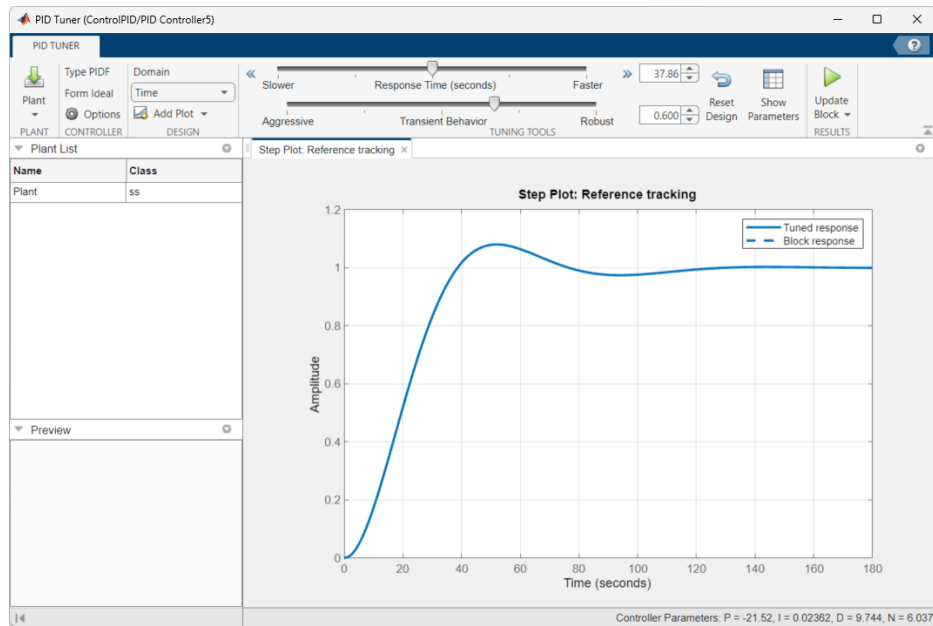 PID Tuner (ControlPID/PID Controller5)
PID TUNER
?
Plant
Type PIDF
Form Ideal
Options
Domain
Time
Add Plot
Slower
Response Time (seconds)
Faster
37.86
Aggressive
Transient Behavior
Robust
0.600
Reset
Design
Show
Parameters
Update
Block
PLANT
CONTROLLER
DESIGN
TUNING TOOLS
RESULTS
Plant List
Name Class
Plant ss
Preview
Step Plot: Reference tracking
Step Plot: Reference tracking
Tuned response
Block response
Amplitude
1.2
1
0.8
0.6
0.4
0.2
0
0 20 40 60 80 100 120 140 160 180
Time (seconds)
Controller Parameters: P = -21.52, I = 0.02362, D = 9.744, N = 6.037